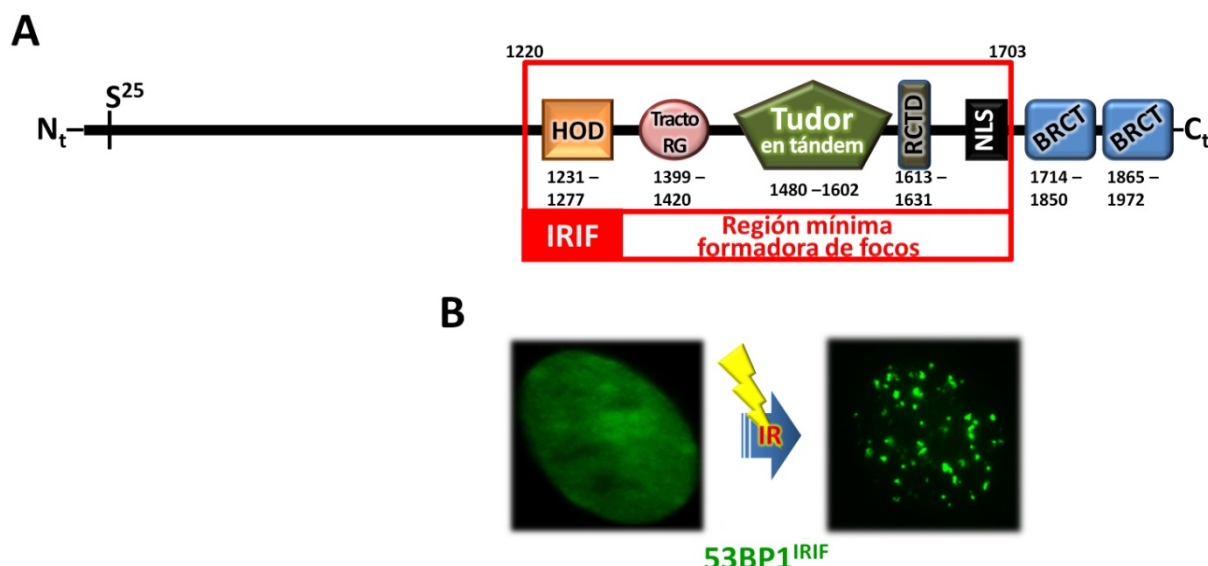 A
1220
1703
S25
Nt
HOD
Tracto
RG
Tudor
en tándem
RCTD
NLS
BRCT
BRCT
Ct
1231 –
1277
1399 –
1420
1480 –1602
1613 –
1631
1714 –
1850
1865 –
1972
IRIF
Región mínima
formadora de focos
B
IR
53BP1IRIF